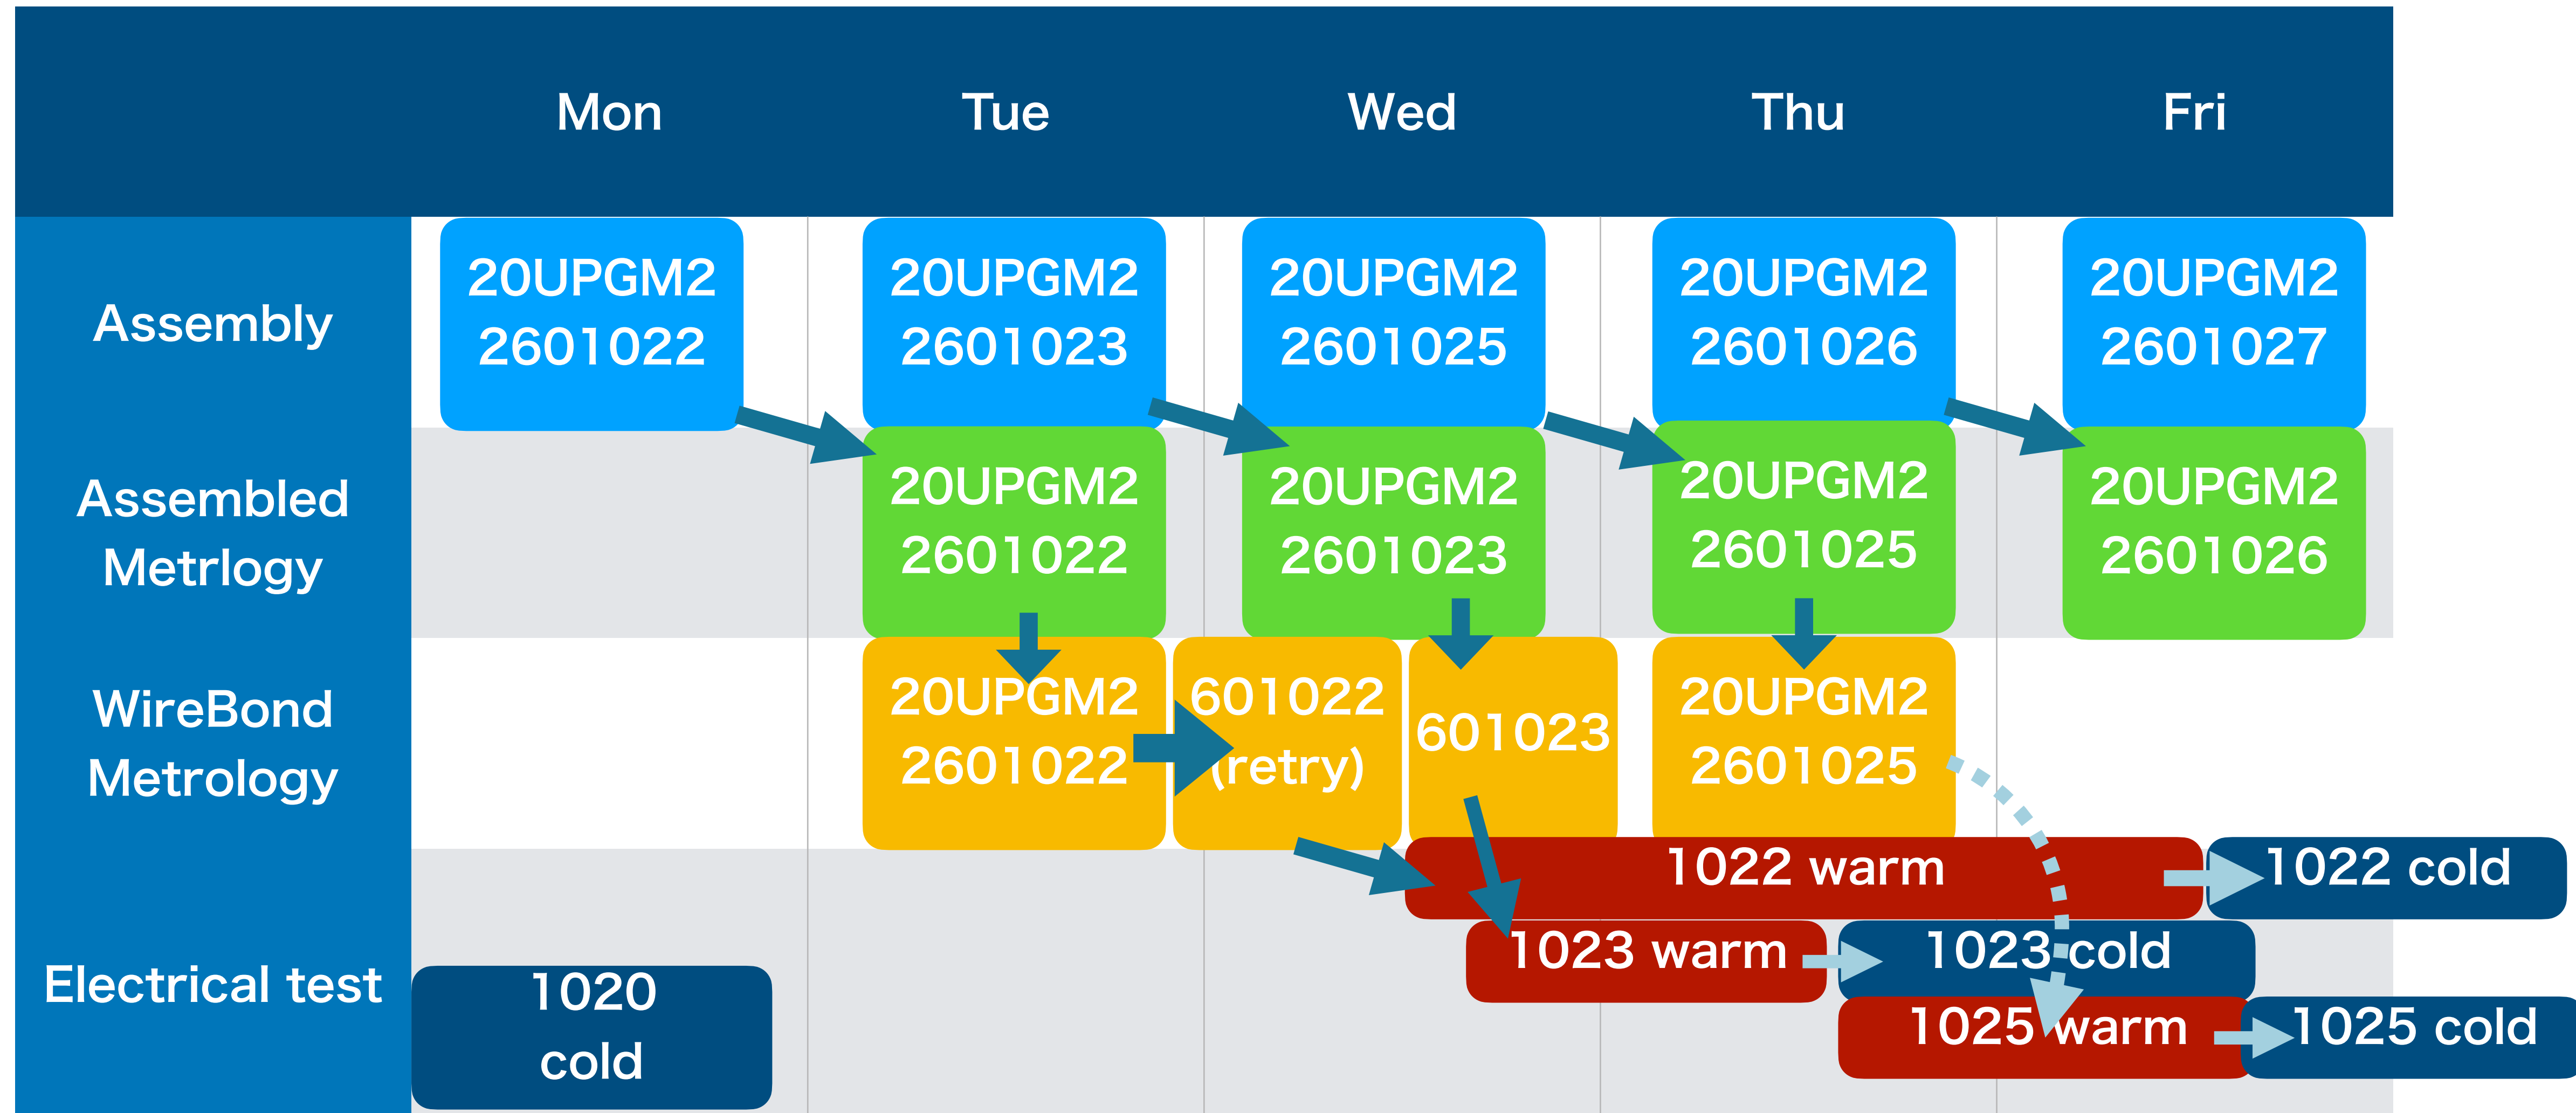 Mon
Tue
Wed
Thu
Fri
Assembly
20UPGM2
2601022
20UPGM2
2601023
20UPGM2
2601025
20UPGM2
2601026
20UPGM2
2601027
Assembled
Metrlogy
20UPGM2
2601022
20UPGM2
2601023
20UPGM2
2601025
20UPGM2
2601026
WireBond
Metrology
20UPGM2
2601022
601022
(retry)
601023
20UPGM2
2601025
Electrical test
1020
cold
1022 warm
1022 cold
1023 warm
1023 cold
1025 warm
1025 cold